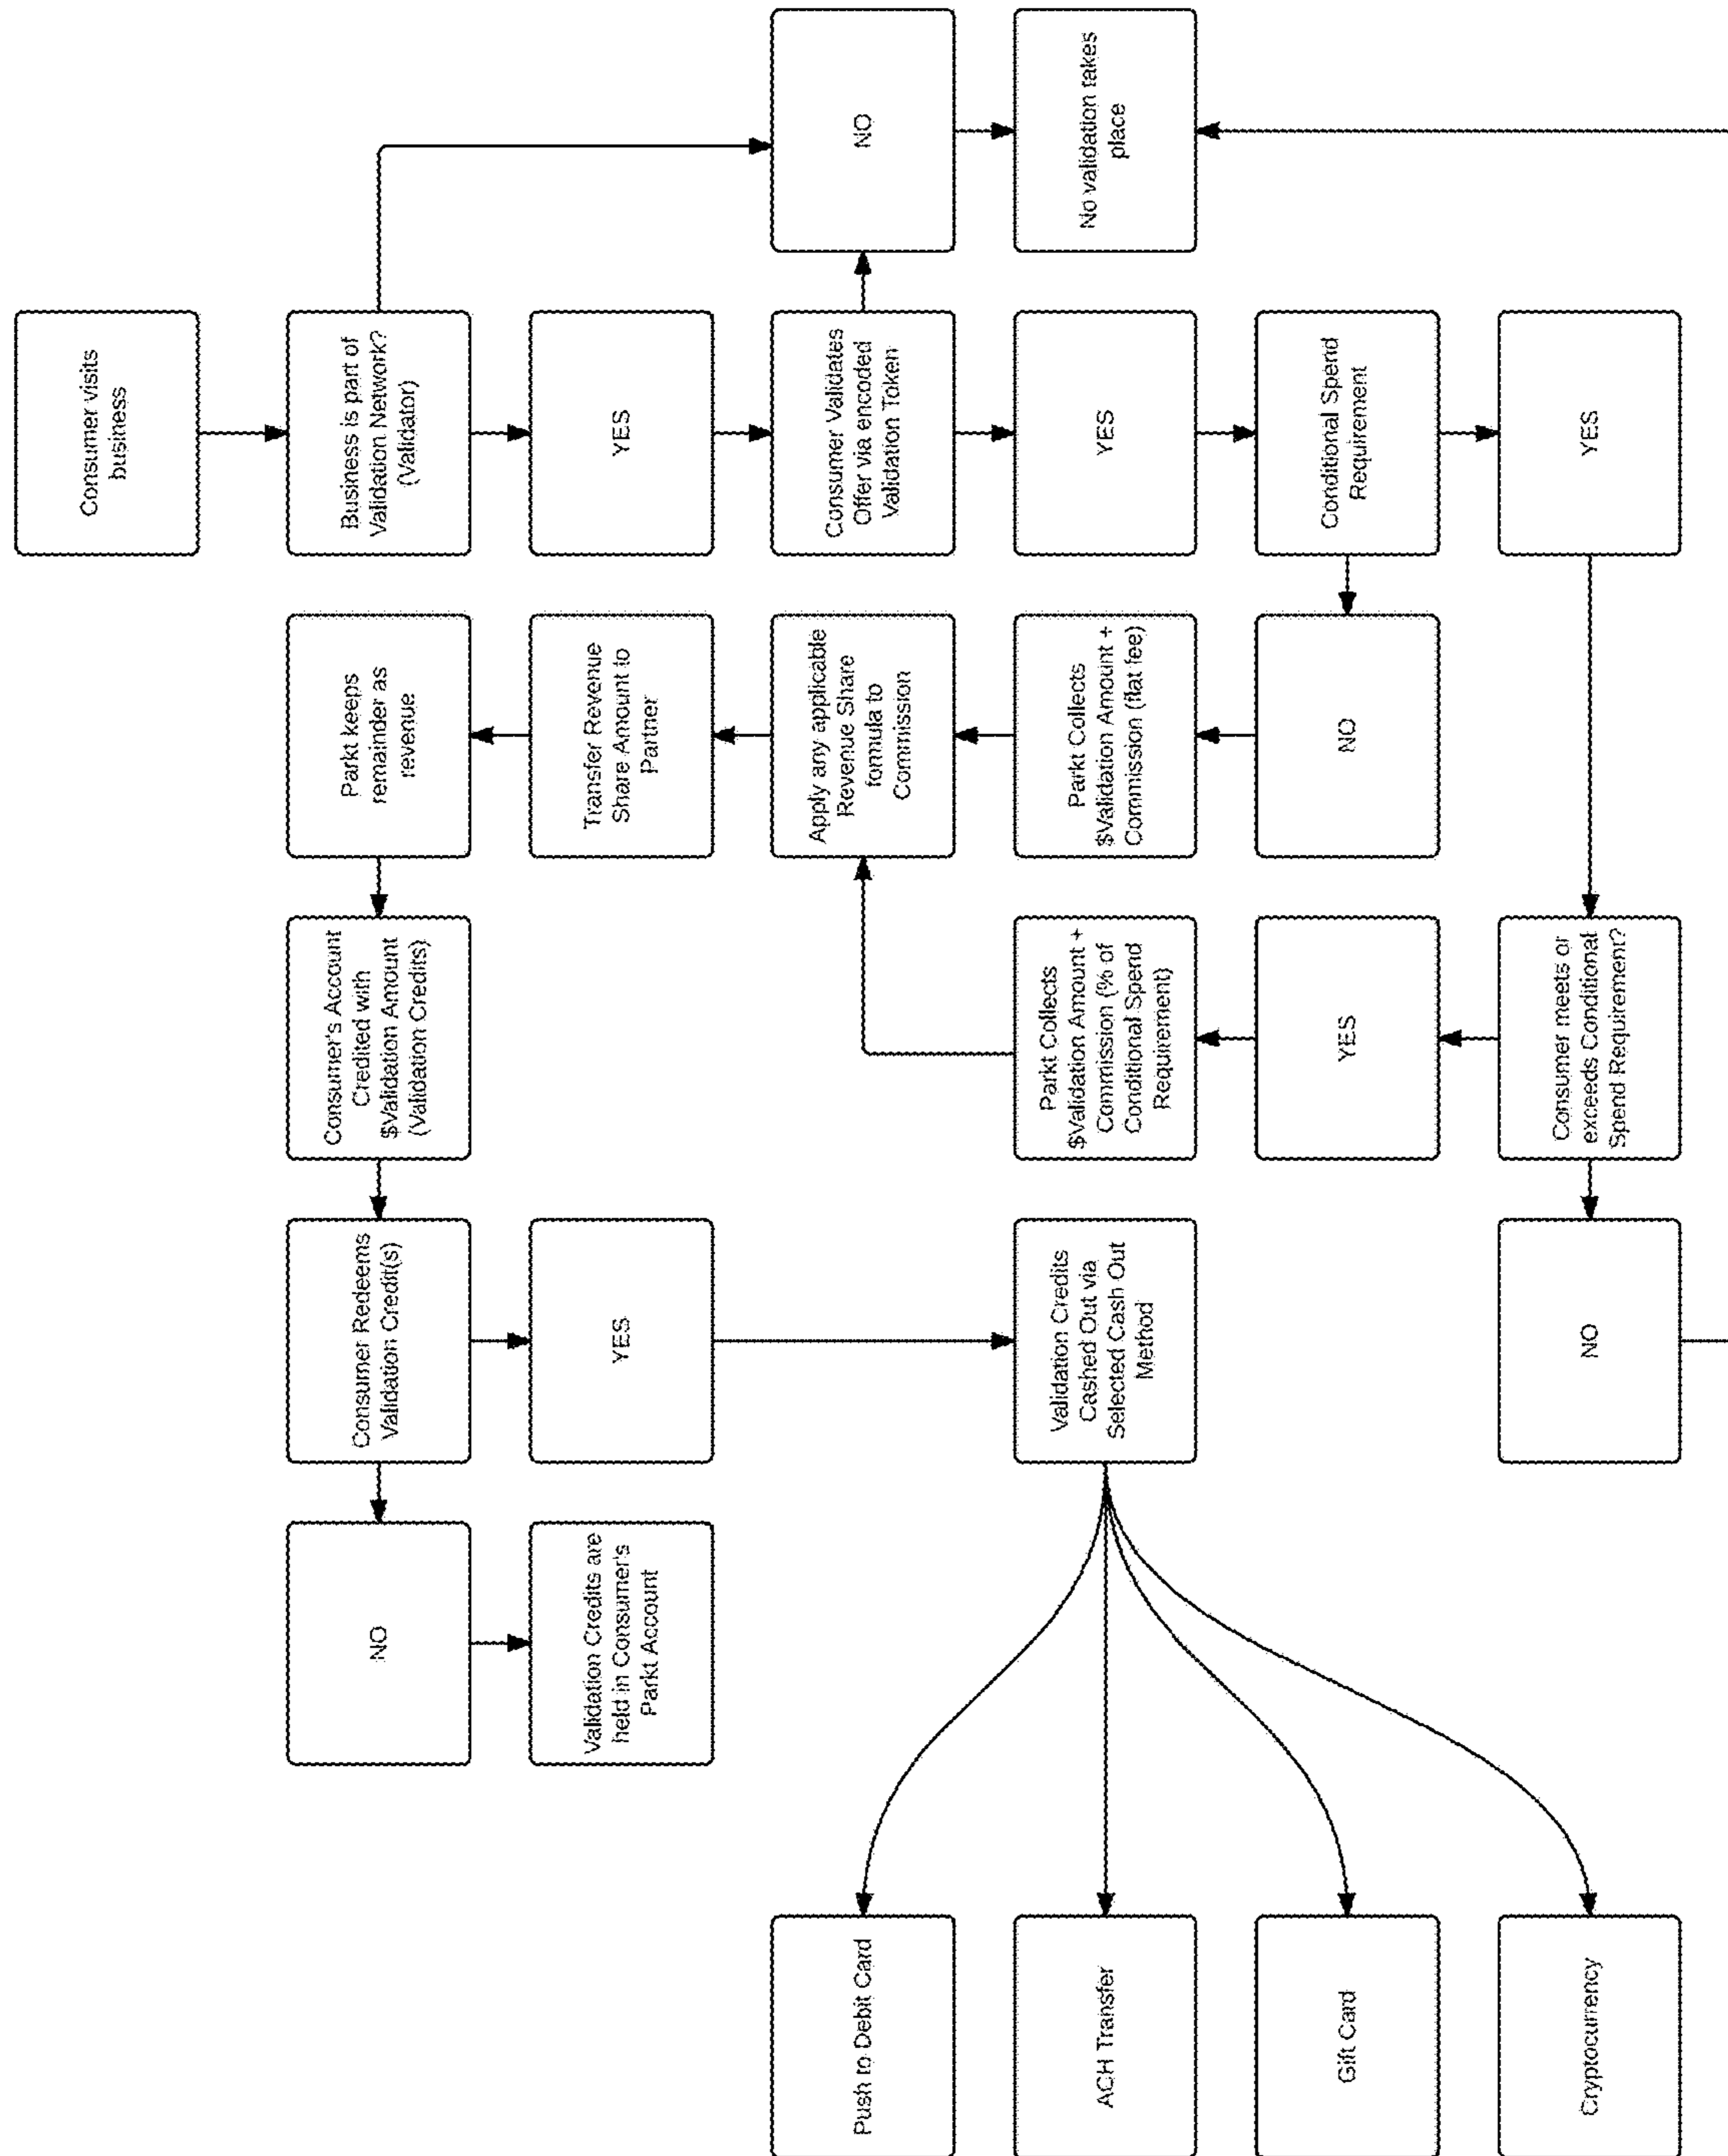 Consumer visits
business
Business is part of
Validation Network?
(Validator)
YES
Consumer Validates
Offer via encoded
Validation Token
NO
No validation takes
place
YES
Conditional Spend
Requirement
YES
NO
Parkt Collects
$Validation Amount +
Commission (flat fee)
Apply any applicable
Revenue Share
formula to
Commission
Transfer Revenue
Share Amount to
Partner
Parkt keeps
remainder as
revenue
Consumer meets or
exceeds Conditional
Spend Requirement?
YES
Parkt Collects
$Validation Amount +
Commission (% of
Conditional Spend
Requirement)
NO
Consumer's Account
Credited with
$Validation Amount
(Validation Credits)
Consumer Redeems
Validation Credit(s)
YES
Validation Credits
Cashed Out via
Selected Cash Out
Method
NO
Validation Credits are
held in Consumer's
Parkt Account
Push to Debit Card
ACH Transfer
Gift Card
Cryptocurrency